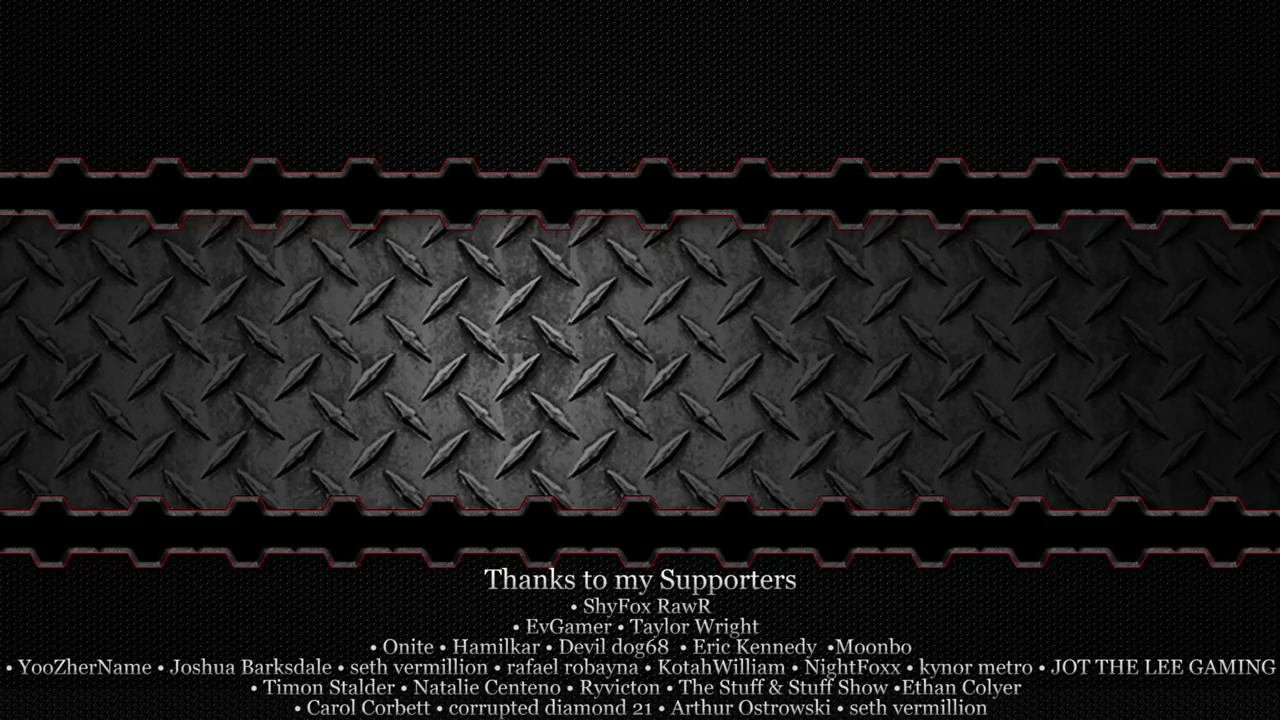 Thanks to my Supporters
• ShyFox RawR
• EvGamer • Taylor Wright
• Onite • Hamilkar • Devil dog68 • Eric Kennedy •Moonbo
• YooZherName • Joshua Barksdale • seth vermillion • rafael robayna • KotahWilliam • NightFoxx • kynor metro • JOT THE LEE GAMING
• Timon Stalder • Natalie Centeno • Ryvicton • The Stuff & Stuff Show •Ethan Colyer
• Carol Corbett • corrupted diamond 21 • Arthur Ostrowski • seth vermillion